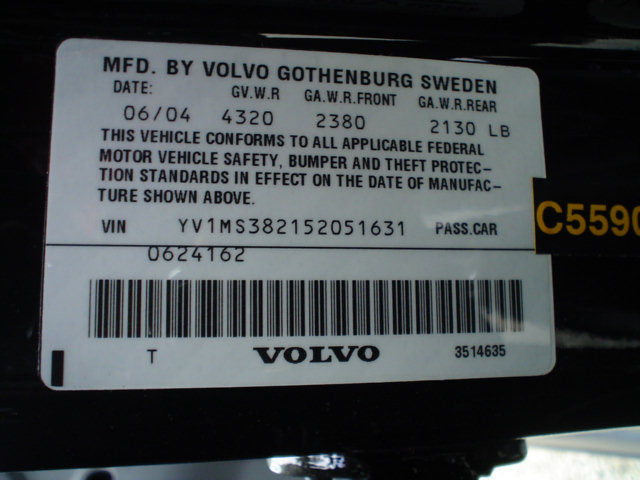 MFD. BY VOLVO GOTHENBURG SWEDEN
DATE: GV.W.R GA.W.R.FRONT GA.W.R.REAR
06/04 4320 2380 2130 LB
THIS VEHICLE CONFORMS TO ALL APPLICABLE FEDERAL
MOTOR VEHICLE SAFETY, BUMPER AND THEFT PROTEC-
TION STANDARDS IN EFFECT ON THE DATE OF MANUFAC-
TURE SHOWN ABOVE.
VIN YV1MS382152051631 PASS.CAR
C5590
0624162
T VOLVO 3514635